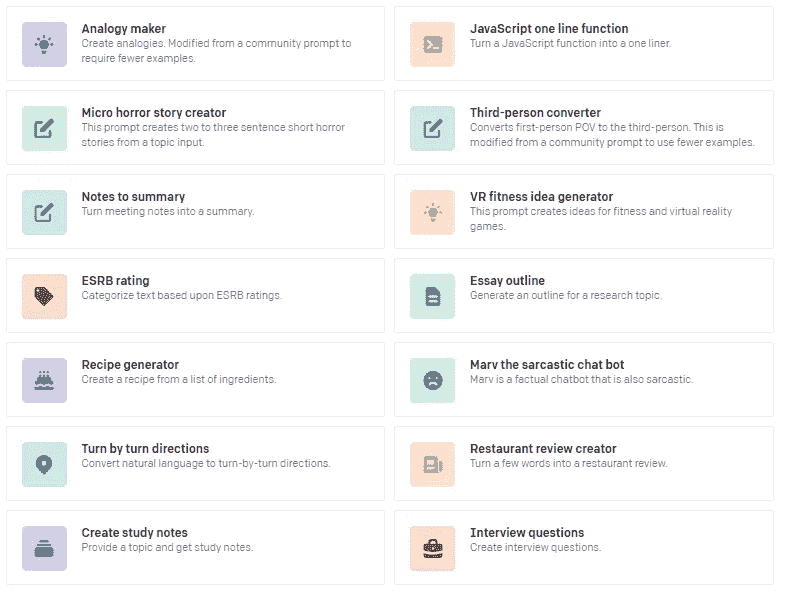 Analogy maker
Create analogies. Modified from a community prompt to
require fewer examples.
JavaScript one line function
Turn a JavaScript function into a one liner.
Micro horror story creator
This prompt creates two to three sentence short horror
stories from a topic input.
Third-person converter
Converts first-person POV to the third-person. This is
modified from a community prompt to use fewer examples.
Notes to summary
Turn meeting notes into a summary.
VR fitness idea generator
This prompt creates ideas for fitness and virtual reality
games.
ESRB rating
Categorize text based upon ESRB ratings.
Essay outline
Generate an outline for a research topic.
Recipe generator
Create a recipe from a list of ingredients.
Marv the sarcastic chat bot
Marv is a factual chatbot that is also sarcastic.
Turn by turn directions
Convert natural language to turn-by-turn directions.
Restaurant review creator
Turn a few words into a restaurant review.
Create study notes
Provide a topic and get study notes.
Interview questions
Create interview questions.